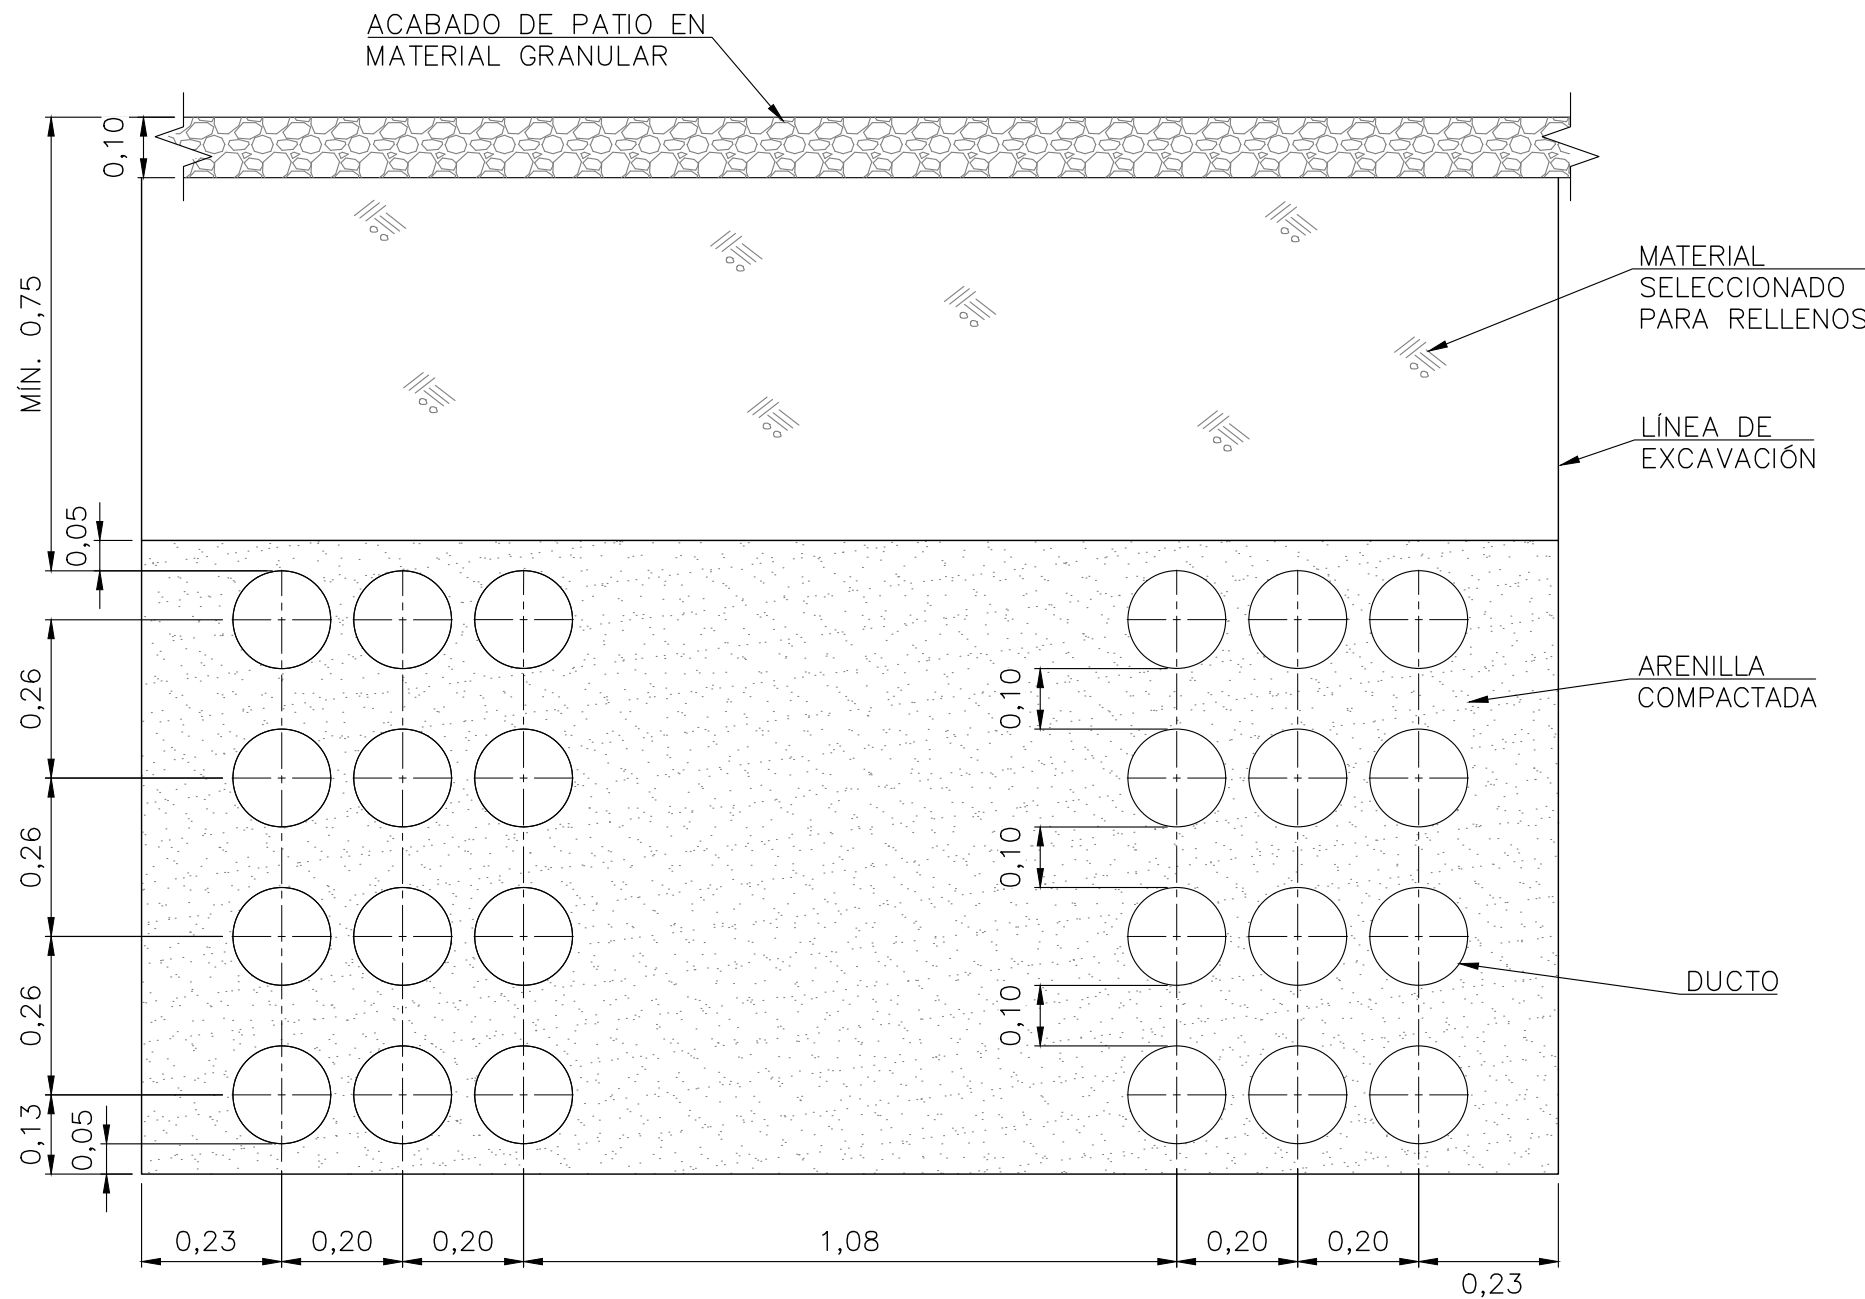 ACABADO DE PATIO EN
MATERIAL GRANULAR
0,10
MÍN. 0,75
MATERIAL
SELECCIONADO
PARA RELLENOS
LÍNEA DE
EXCAVACIÓN
0,05
0,26
0,10
ARENILLA
COMPACTADA
0,26
0,10
DUCTO
0,26
0,10
0,13
0,05
0,23
0,20
0,20
1,08
0,20
0,20
0,23